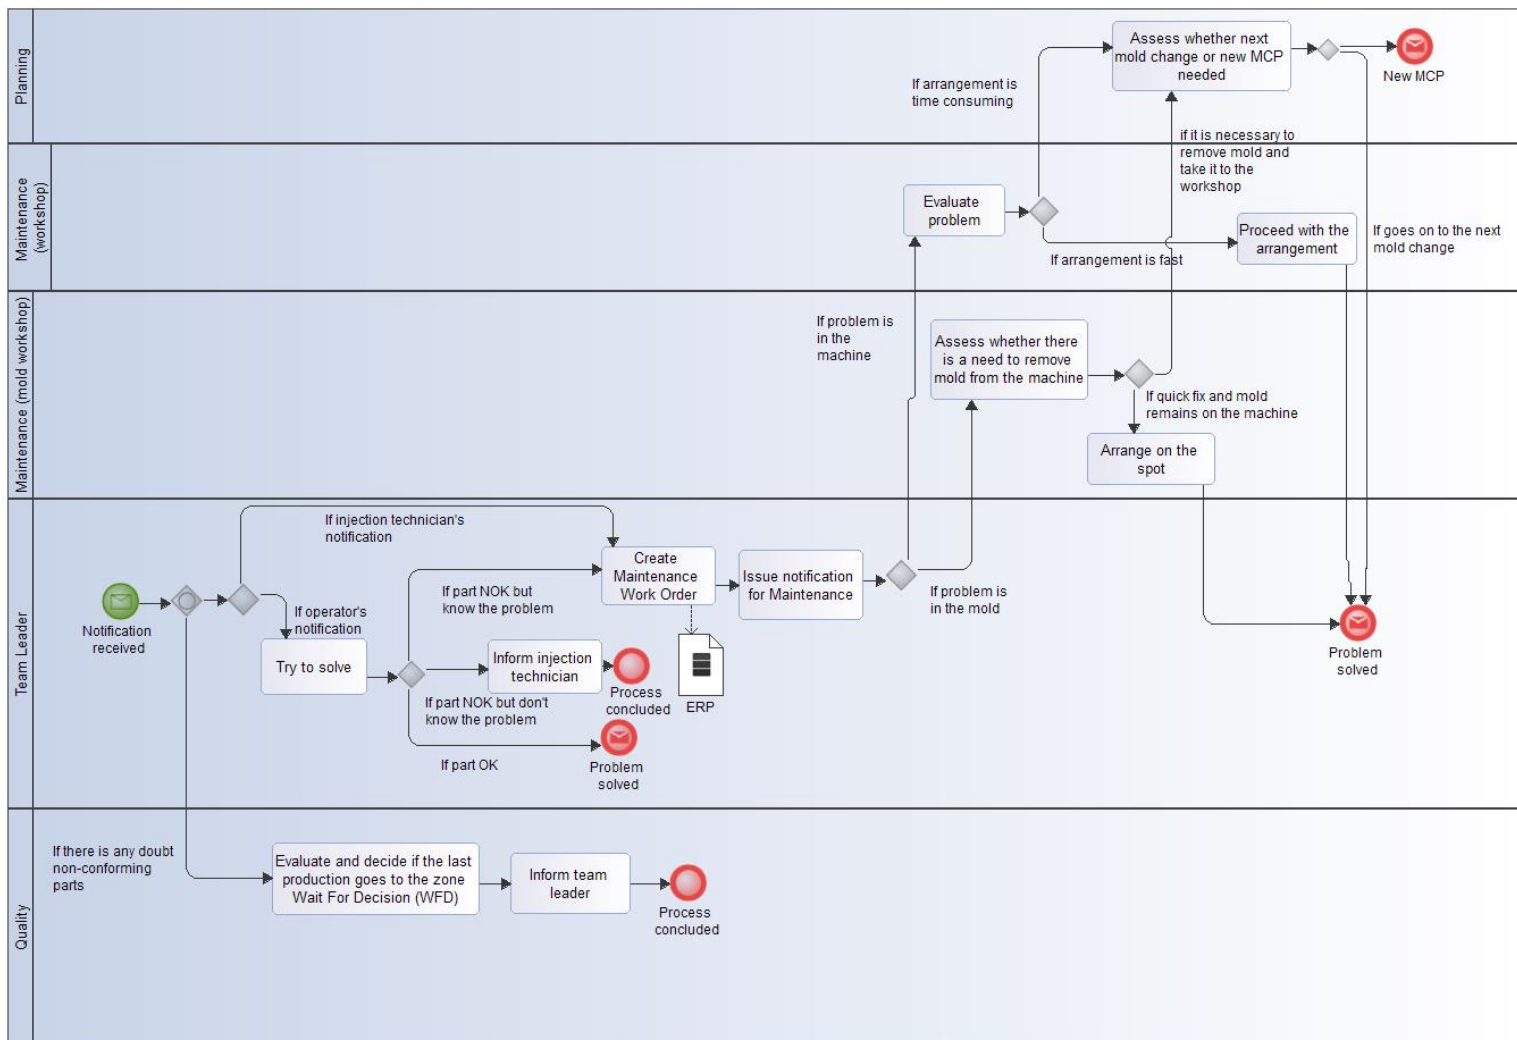 Planning
Assess whether next
mold change or new MCP
needed
New MCP
If arrangement is
time consuming
if it is necessary to
remove mold and
take it to the
workshop
Maintenance
(workshop)
Evaluate
problem
Proceed with the
arrangement
If arrangement is fast
If goes on to the next
mold change
Maintenance (mold workshop)
If problem is
in the
machine
Assess whether there
is a need to remove
mold from the machine
If quick fix and mold
remains on the machine
Arrange on the
spot
Team Leader
Notification
received
If injection technician's
notification
If operator's
notification
Try to solve
If part NOK but
know the problem
Create
Maintenance
Work Order
Issue notification
for Maintenance
If problem is
in the mold
Inform injection
technician
Process
concluded
If part NOK but don't
know the problem
ERP
If part OK
Problem
solved
Problem
solved
Quality
If there is any doubt
non-conforming
parts
Evaluate and decide if the last
production goes to the zone
Wait For Decision (WFD)
Inform team
leader
Process
concluded